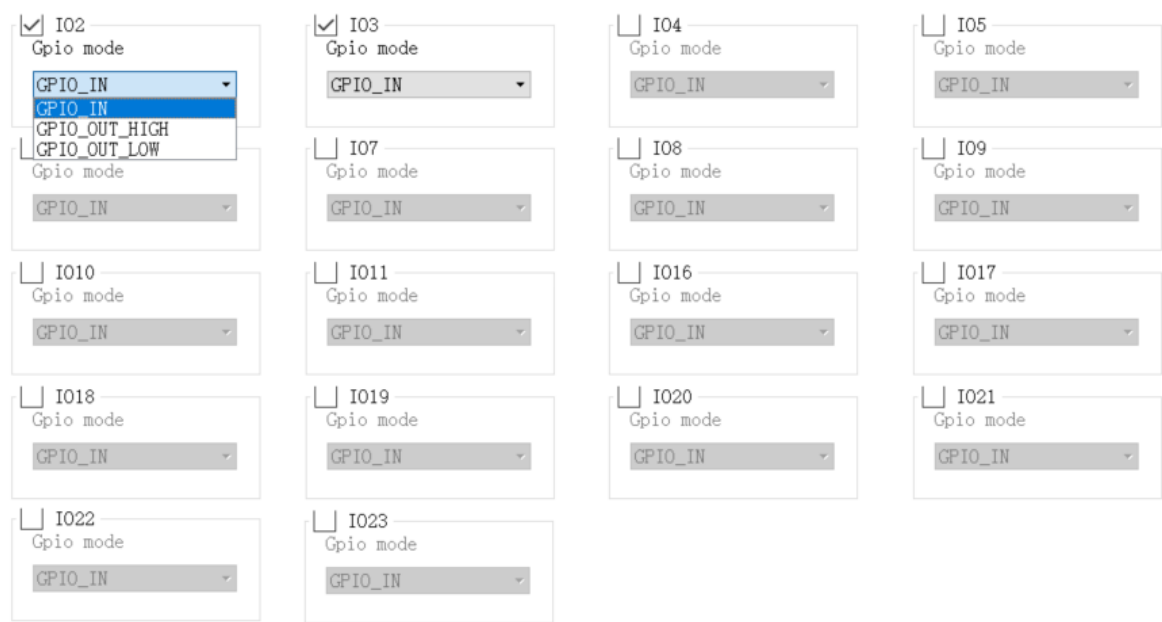 IO2
Gpio mode
GPIO_IN
GPIO_IN
GPIO_OUT_HIGH
GPIO_OUT_LOW
IO3
Gpio mode
GPIO_IN
IO4
Gpio mode
GPIO_IN
IO5
Gpio mode
GPIO_IN
Gpio mode
GPIO_IN
IO7
Gpio mode
GPIO_IN
IO8
Gpio mode
GPIO_IN
IO9
Gpio mode
GPIO_IN
IO10
Gpio mode
GPIO_IN
IO11
Gpio mode
GPIO_IN
IO16
Gpio mode
GPIO_IN
IO17
Gpio mode
GPIO_IN
IO18
Gpio mode
GPIO_IN
IO19
Gpio mode
GPIO_IN
IO20
Gpio mode
GPIO_IN
IO21
Gpio mode
GPIO_IN
IO22
Gpio mode
GPIO_IN
IO23
Gpio mode
GPIO_IN